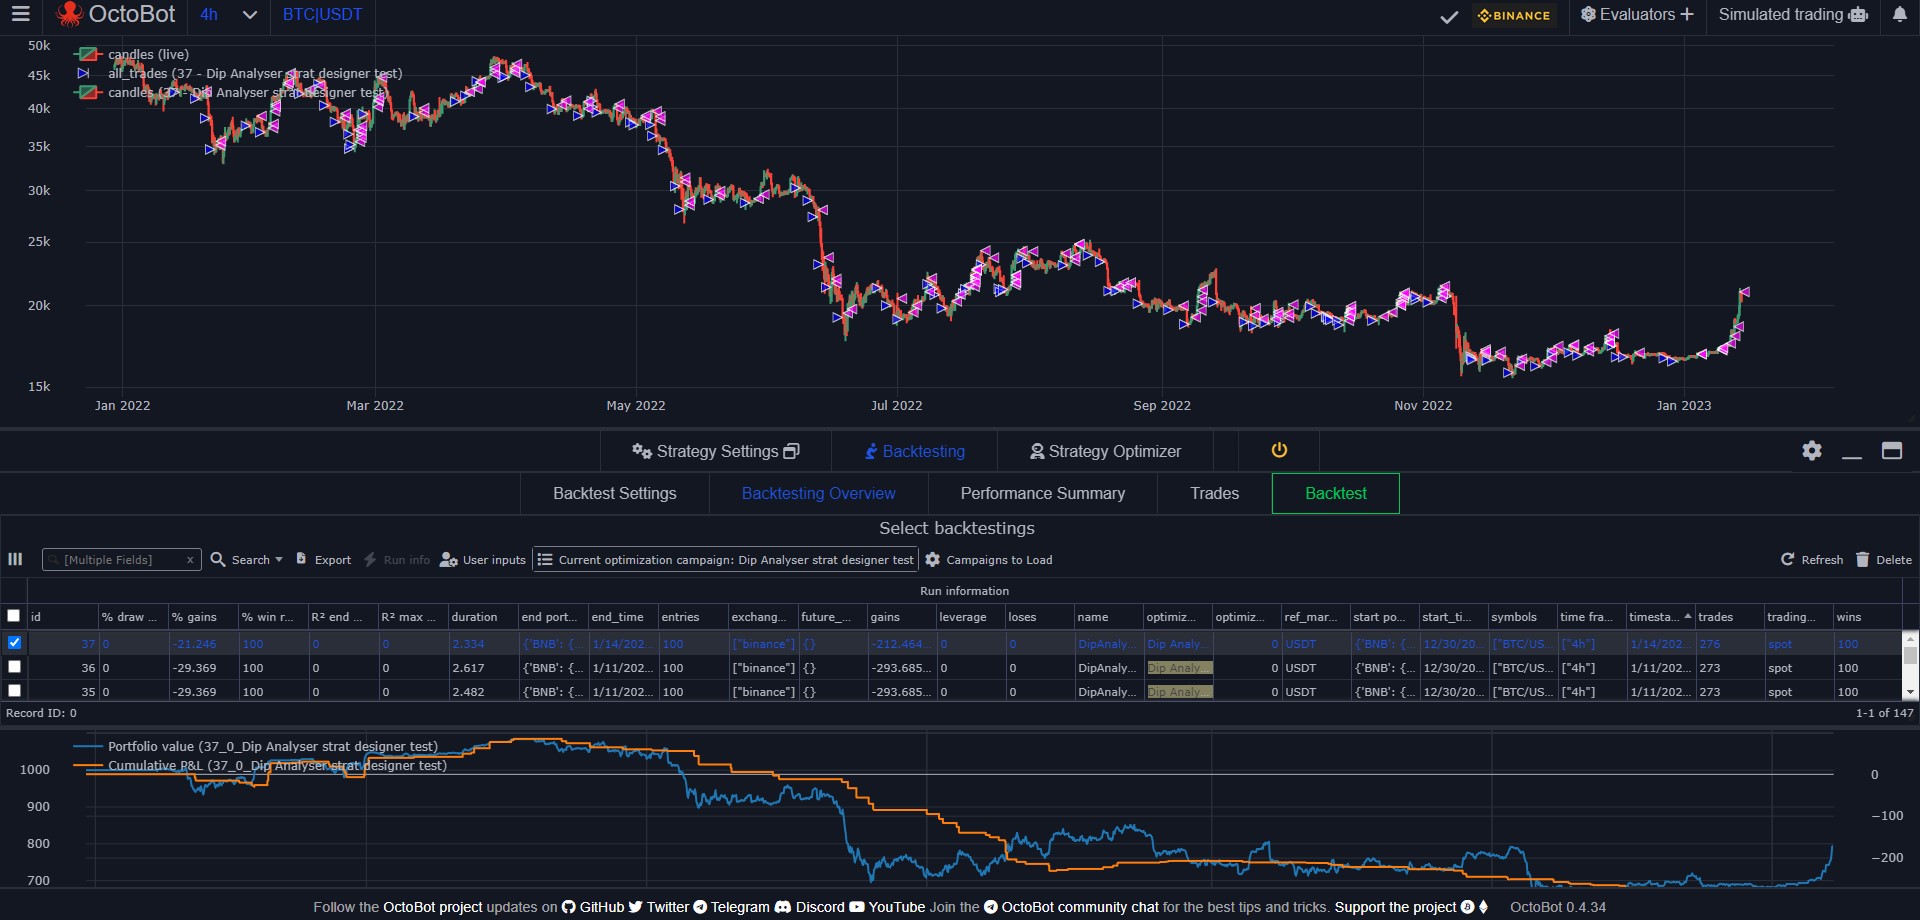 OctoBot 4h BTC|USDT BINANCE Evaluators + Simulated trading
50k
candles (live)
45k
all_trades (37 - Dip Analyser strat designer test)
candles (37 - Dip Analyser strat designer test)
40k
35k
30k
25k
20k
15k
Jan 2022 Mar 2022 May 2022 Jul 2022 Sep 2022 Nov 2022 Jan 2023
Strategy Settings Backtesting Strategy Optimizer
Backtest Settings Backtesting Overview Performance Summary Trades Backtest
Select backtestings
[Multiple Fields] x Search Export Run info User inputs Current optimization campaign: Dip Analyser strat designer test Campaigns to Load Refresh Delete
Run information
id % draw ... % gains % win r... R² end ... R² max ... duration end port... end_time entries exchang... future_... gains leverage loses name optimiz... optimiz... ref_mar... start po... start_ti... symbols time fra... timesta... trades trading... wins
37 0 -21.246 100 0 0 2.334 {'BNB': {... 1/14/202... 100 ["binance"] {} -212.464... 0 0 DipAnaly... Dip Analy... 0 USDT {'BNB': {... 12/30/20... ["BTC/US... ["4h"] 1/14/202... 276 spot 100
36 0 -29.369 100 0 0 2.617 {'BNB': {... 1/11/202... 100 ["binance"] {} -293.685... 0 0 DipAnaly... Dip Analy... 0 USDT {'BNB': {... 12/30/20... ["BTC/US... ["4h"] 1/11/202... 273 spot 100
35 0 -29.369 100 0 0 2.482 {'BNB': {... 1/11/202... 100 ["binance"] {} -293.685... 0 0 DipAnaly... Dip Analy... 0 USDT {'BNB': {... 12/30/20... ["BTC/US... ["4h"] 1/11/202... 273 spot 100
Record ID: 0 1-1 of 147
Portfolio value (37_0_Dip Analyser strat designer test)
Cumulative P&L (37_0_Dip Analyser strat designer test)
1000 0
900 −100
800 −200
700
Follow the OctoBot project updates on GitHub Twitter Telegram Discord YouTube Join the OctoBot community chat for the best tips and tricks. Support the project OctoBot 0.4.34